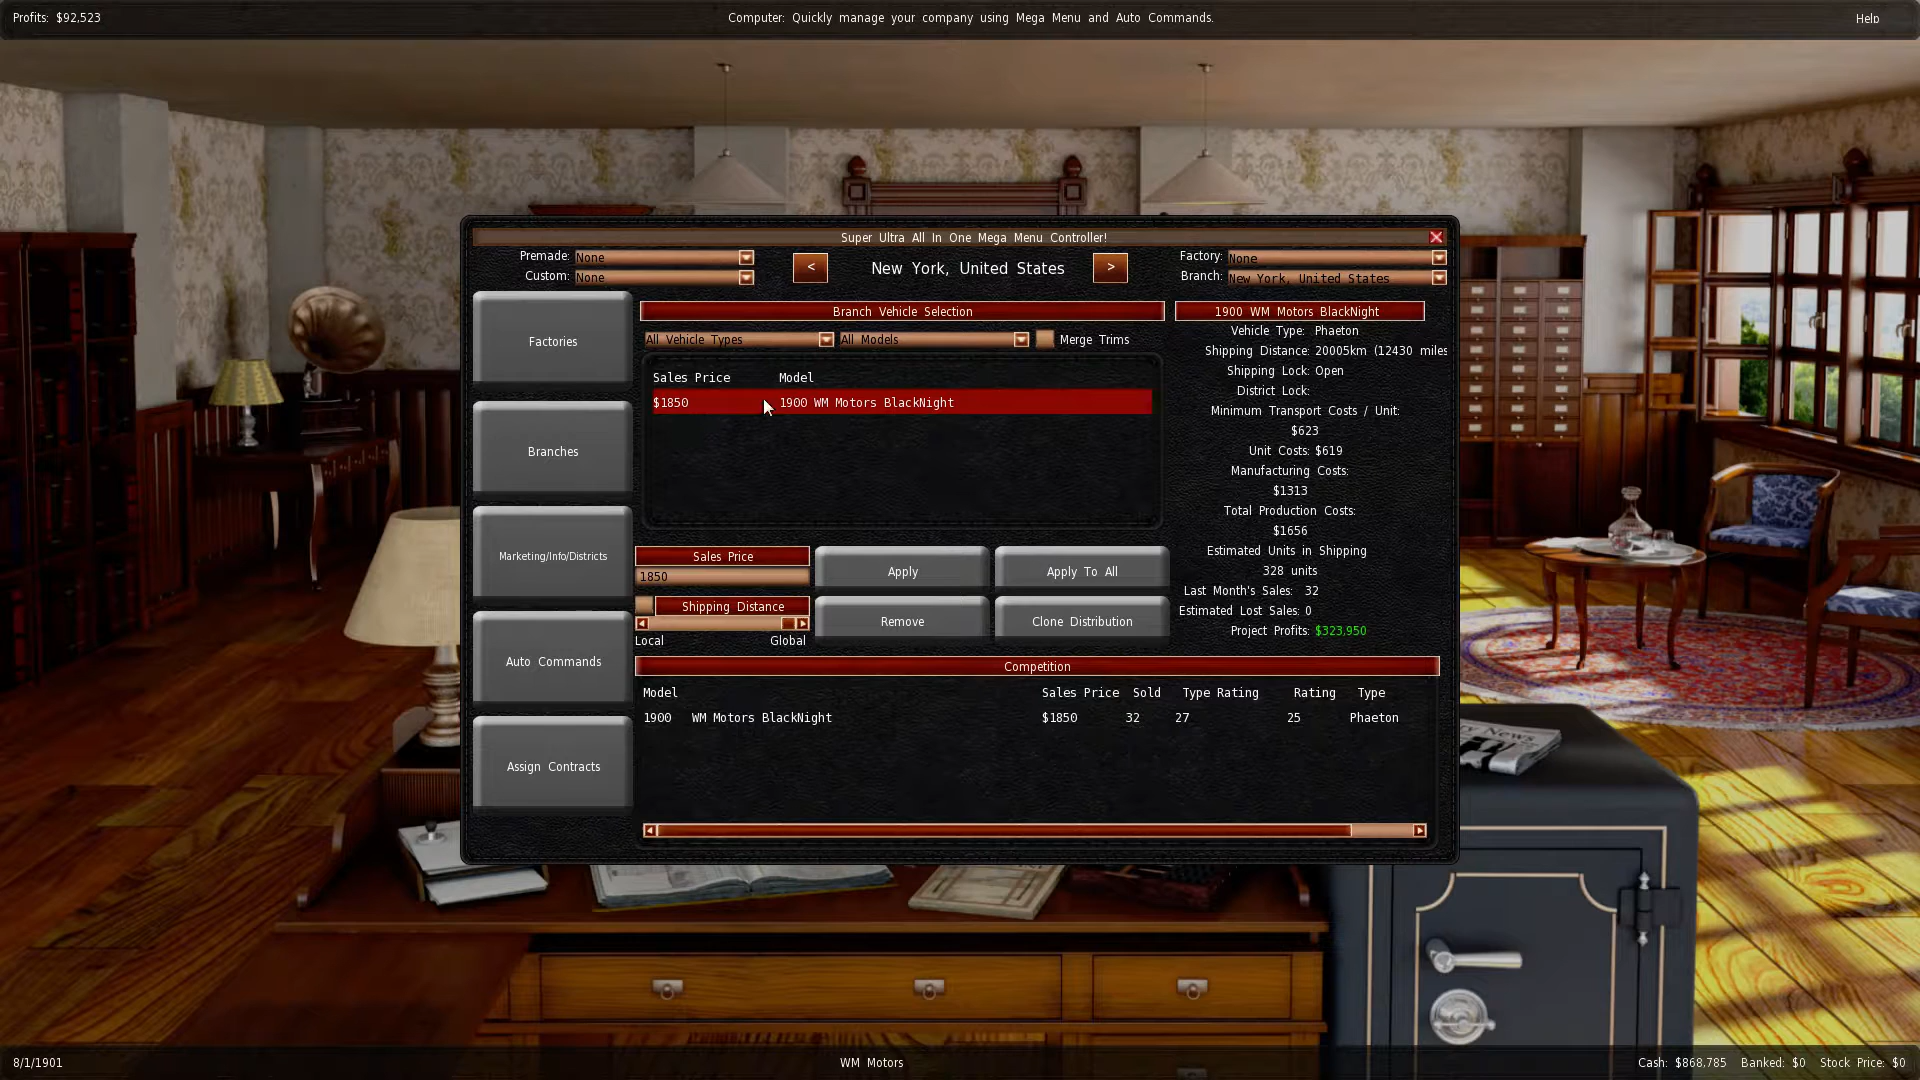 Profits: $92,523
Computer: Quickly manage your company using Mega Menu and Auto Commands.
Help
Super Ultra All In One Mega Menu Controller!
Premade: None
Custom: None
<
New York, United States
>
Factory: None
Branch: New York, United States
Factories
Branches
Marketing/Info/Districts
Auto Commands
Assign Contracts
Branch Vehicle Selection
All Vehicle Types
All Models
Merge Trims
Sales Price Model
$1850 1900 WM Motors BlackNight
Sales Price
1850
Shipping Distance
Local Global
Apply
Apply To All
Remove
Clone Distribution
1900 WM Motors BlackNight
Vehicle Type: Phaeton
Shipping Distance: 20005km (12430 miles
Shipping Lock: Open
District Lock:
Minimum Transport Costs / Unit:
$623
Unit Costs: $619
Manufacturing Costs:
$1313
Total Production Costs:
$1656
Estimated Units in Shipping
328 units
Last Month's Sales: 32
Estimated Lost Sales: 0
Project Profits: $323,950
Competition
Model Sales Price Sold Type Rating Rating Type
1900 WM Motors BlackNight $1850 32 27 25 Phaeton
News
8/1/1901
WM Motors
Cash: $868,785 Banked: $0 Stock Price: $0